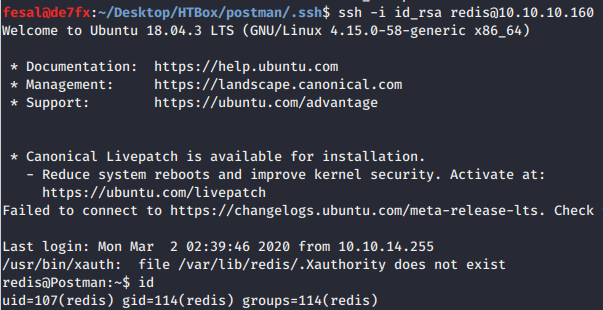 fesal@de7fx:~/Desktop/HTBox/postman/.ssh$ ssh -i id_rsa redis@10.10.10.160
Welcome to Ubuntu 18.04.3 LTS (GNU/Linux 4.15.0-58-generic x86_64)
* Documentation:  https://help.ubuntu.com
* Management:     https://landscape.canonical.com
* Support:        https://ubuntu.com/advantage
* Canonical Livepatch is available for installation.
- Reduce system reboots and improve kernel security. Activate at:
https://ubuntu.com/livepatch
Failed to connect to https://changelogs.ubuntu.com/meta-release-lts. Check
Last login: Mon Mar  2 02:39:46 2020 from 10.10.14.255
/usr/bin/xauth:  file /var/lib/redis/.Xauthority does not exist
redis@Postman:~$ id
uid=107(redis) gid=114(redis) groups=114(redis)